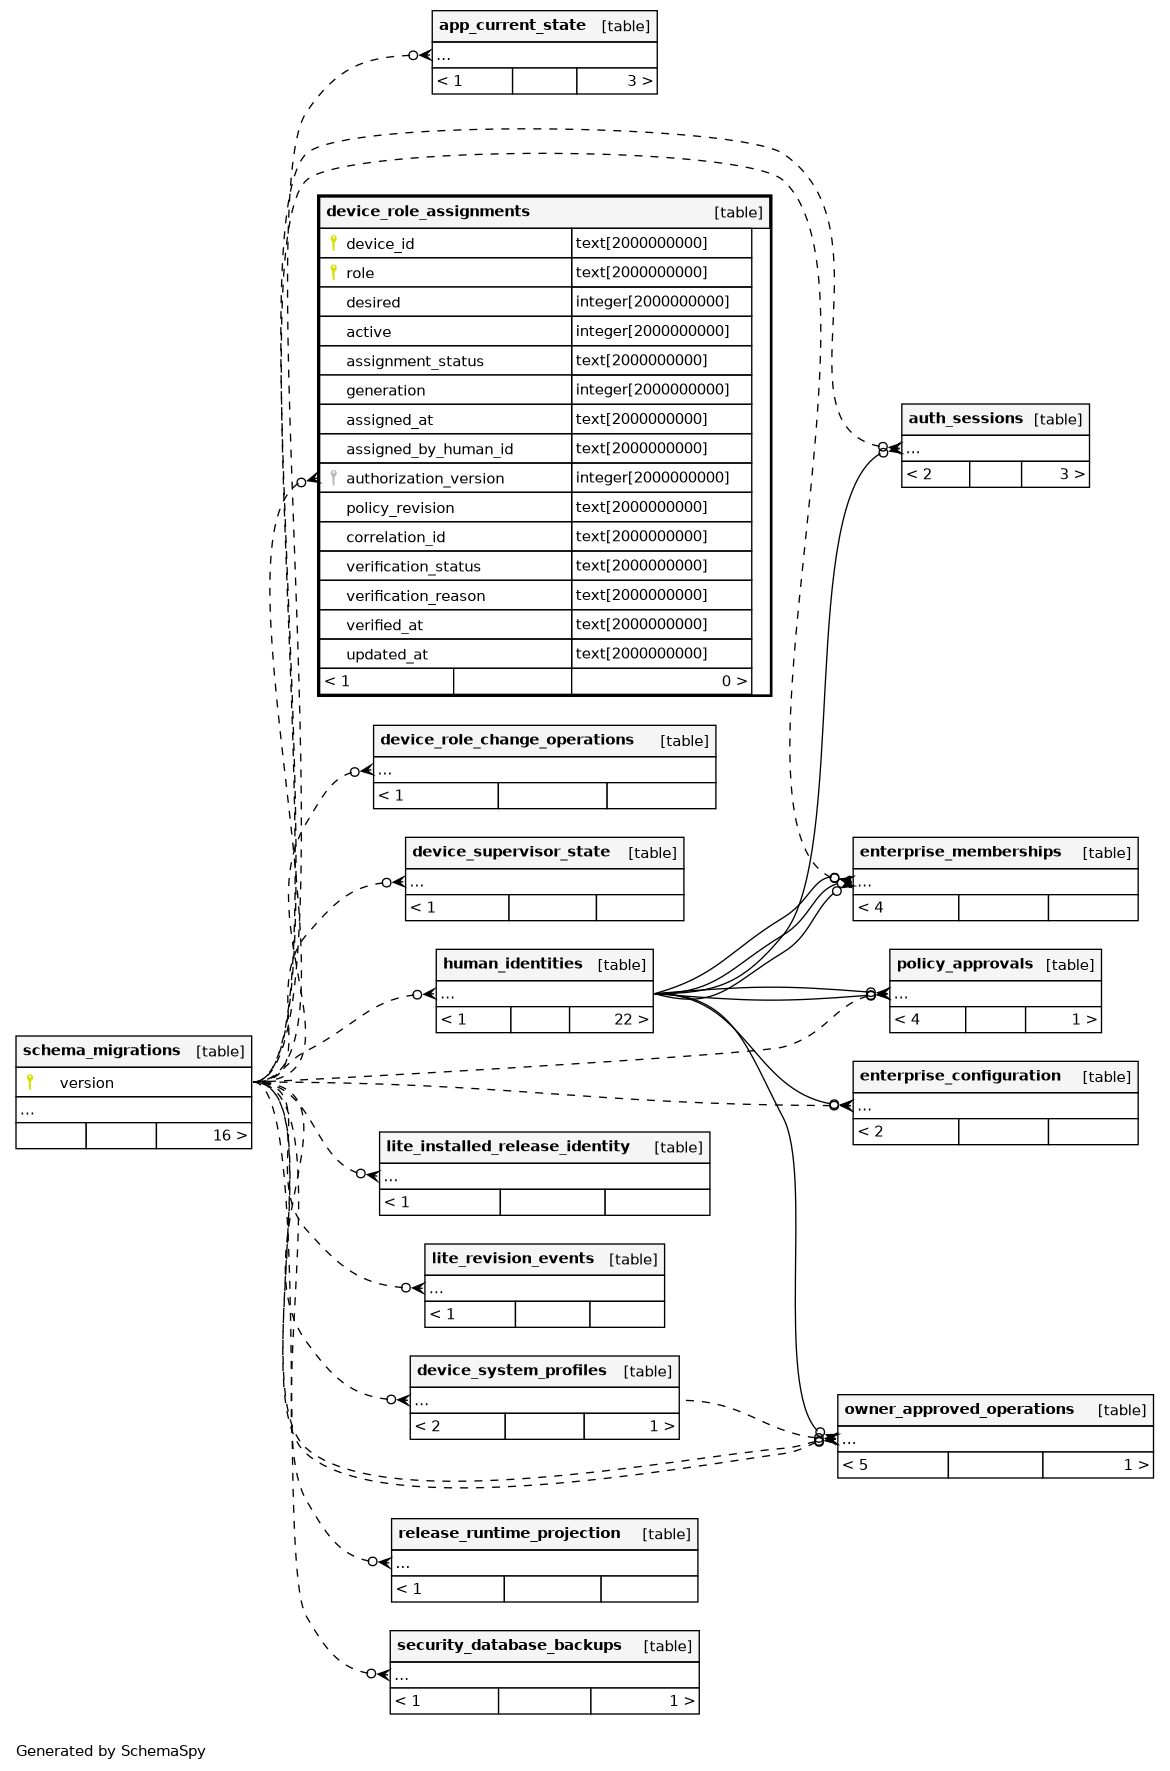 app_current_state [table]
...
< 1 3 >
device_role_assignments [table]
device_id text[2000000000]
role text[2000000000]
desired integer[2000000000]
active integer[2000000000]
assignment_status text[2000000000]
generation integer[2000000000]
assigned_at text[2000000000]
assigned_by_human_id text[2000000000]
authorization_version integer[2000000000]
policy_revision text[2000000000]
correlation_id text[2000000000]
verification_status text[2000000000]
verification_reason text[2000000000]
verified_at text[2000000000]
updated_at text[2000000000]
< 1 0 >
auth_sessions [table]
...
< 2 3 >
device_role_change_operations [table]
...
< 1
device_supervisor_state [table]
...
< 1
enterprise_memberships [table]
...
< 4
human_identities [table]
...
< 1 22 >
policy_approvals [table]
...
< 4 1 >
schema_migrations [table]
version
...
16 >
enterprise_configuration [table]
...
< 2
lite_installed_release_identity [table]
...
< 1
lite_revision_events [table]
...
< 1
device_system_profiles [table]
...
< 2 1 >
owner_approved_operations [table]
...
< 5 1 >
release_runtime_projection [table]
...
< 1
security_database_backups [table]
...
< 1 1 >
Generated by SchemaSpy